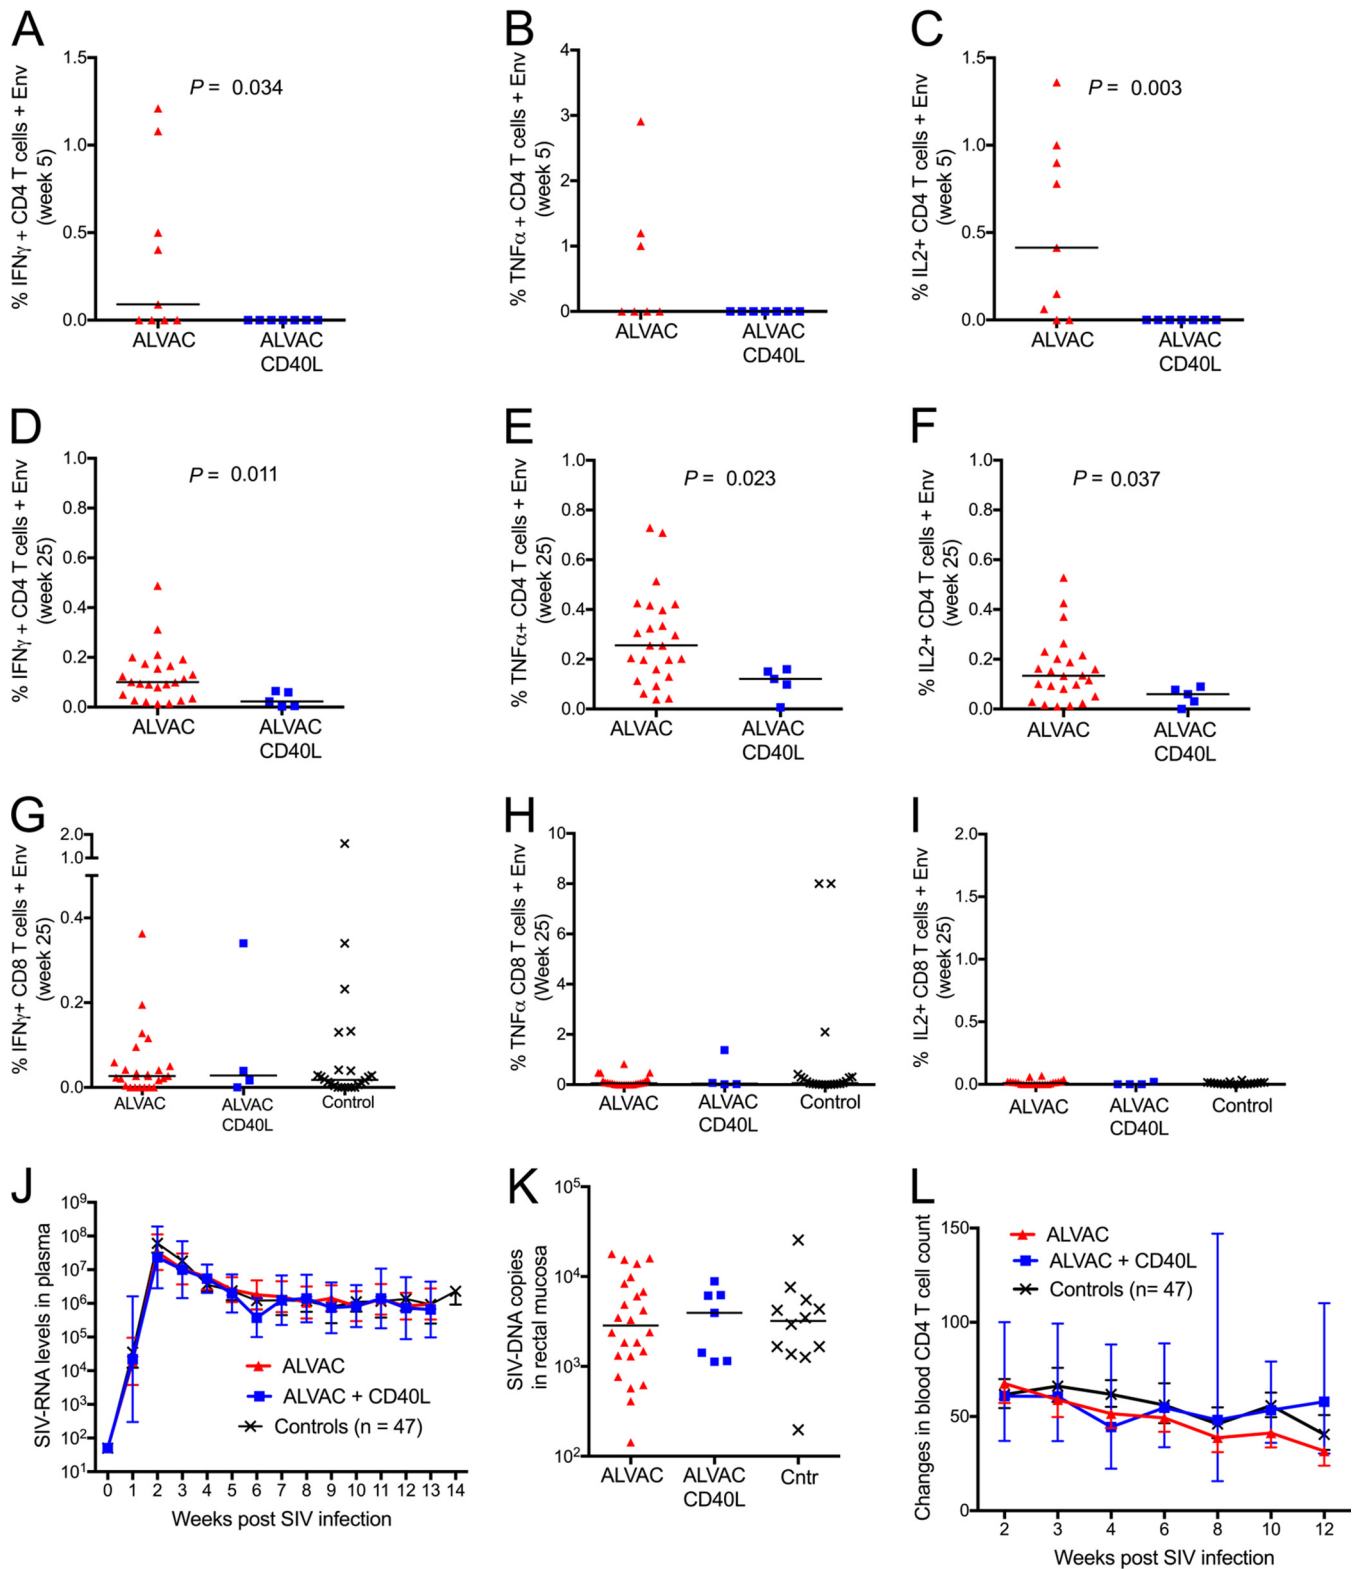 A
% IFNγ + CD4 T cells + Env
(week 5)
1.5
1.0
0.5
0.0
P = 0.034
ALVAC
ALVAC
CD40L
B
% TNFα + CD4 T cells + Env
(week 5)
4
3
2
1
0
ALVAC
ALVAC
CD40L
C
% IL2+ CD4 T cells + Env
(week 5)
1.5
1.0
0.5
0.0
P = 0.003
ALVAC
ALVAC
CD40L
D
% IFNγ + CD4 T cells + Env
(week 25)
1.0
0.8
0.6
0.4
0.2
0.0
P = 0.011
ALVAC
ALVAC
CD40L
E
% TNFα+ CD4 T cells + Env
(week 25)
1.0
0.8
0.6
0.4
0.2
0.0
P = 0.023
ALVAC
ALVAC
CD40L
F
% IL2+ CD4 T cells + Env
(week 25)
1.0
0.8
0.6
0.4
0.2
0.0
P = 0.037
ALVAC
ALVAC
CD40L
G
% IFNγ+ CD8 T cells + Env
(week 25)
2.0
1.0
0.4
0.2
0.0
ALVAC
ALVAC
CD40L
Control
H
% TNFα CD8 T cells + Env
(Week 25)
10
8
6
4
2
0
ALVAC
ALVAC
CD40L
Control
I
% IL2+ CD8 T cells + Env
(week 25)
2.0
1.5
1.0
0.5
0.0
ALVAC
ALVAC
CD40L
Control
J
SIV-RNA levels in plasma
10⁹
10⁸
10⁷
10⁶
10⁵
10⁴
10³
10²
10¹
ALVAC
ALVAC + CD40L
Controls (n = 47)
0 1 2 3 4 5 6 7 8 9 10 11 12 13 14
Weeks post SIV infection
K
SIV-DNA copies
in rectal mucosa
10⁵
10⁴
10³
10²
ALVAC
ALVAC
CD40L
Cntr
L
Changes in blood CD4 T cell count
150
100
50
0
ALVAC
ALVAC + CD40L
Controls (n= 47)
2 3 4 6 8 10 12
Weeks post SIV infection